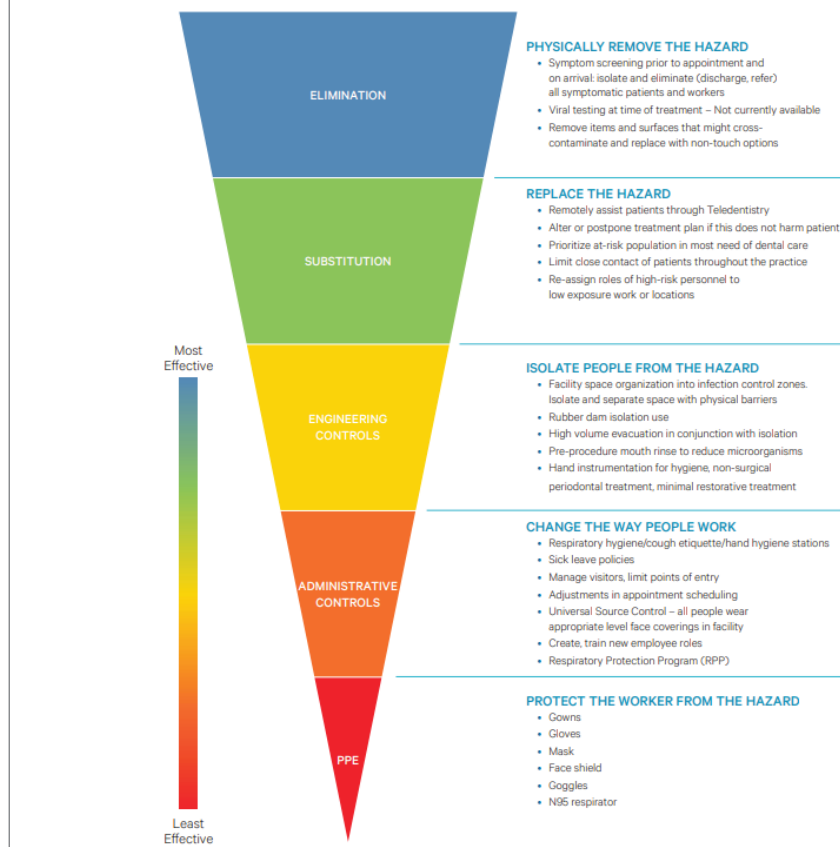 ELIMINATION
PHYSICALLY REMOVE THE HAZARD
• Symptom screening prior to appointment and
on arrival: isolate and eliminate (discharge, refer)
all symptomatic patients and workers
• Viral testing at time of treatment – Not currently available
• Remove items and surfaces that might cross-
contaminate and replace with non-touch options
SUBSTITUTION
REPLACE THE HAZARD
• Remotely assist patients through Teledentistry
• Alter or postpone treatment plan if this does not harm patient
• Prioritize at-risk population in most need of dental care
• Limit close contact of patients throughout the practice
• Re-assign roles of high-risk personnel to
low exposure work or locations
Most
Effective
ENGINEERING
CONTROLS
ISOLATE PEOPLE FROM THE HAZARD
• Facility space organization into infection control zones.
Isolate and separate space with physical barriers
• Rubber dam isolation use
• High volume evacuation in conjunction with isolation
• Pre-procedure mouth rinse to reduce microorganisms
• Hand instrumentation for hygiene, non-surgical
periodontal treatment, minimal restorative treatment
ADMINISTRATIVE
CONTROLS
CHANGE THE WAY PEOPLE WORK
• Respiratory hygiene/cough etiquette/hand hygiene stations
• Sick leave policies
• Manage visitors, limit points of entry
• Adjustments in appointment scheduling
• Universal Source Control – all people wear
appropriate level face coverings in facility
• Create, train new employee roles
• Respiratory Protection Program (RPP)
PPE
PROTECT THE WORKER FROM THE HAZARD
• Gowns
• Gloves
• Mask
• Face shield
• Goggles
• N95 respirator
Least
Effective